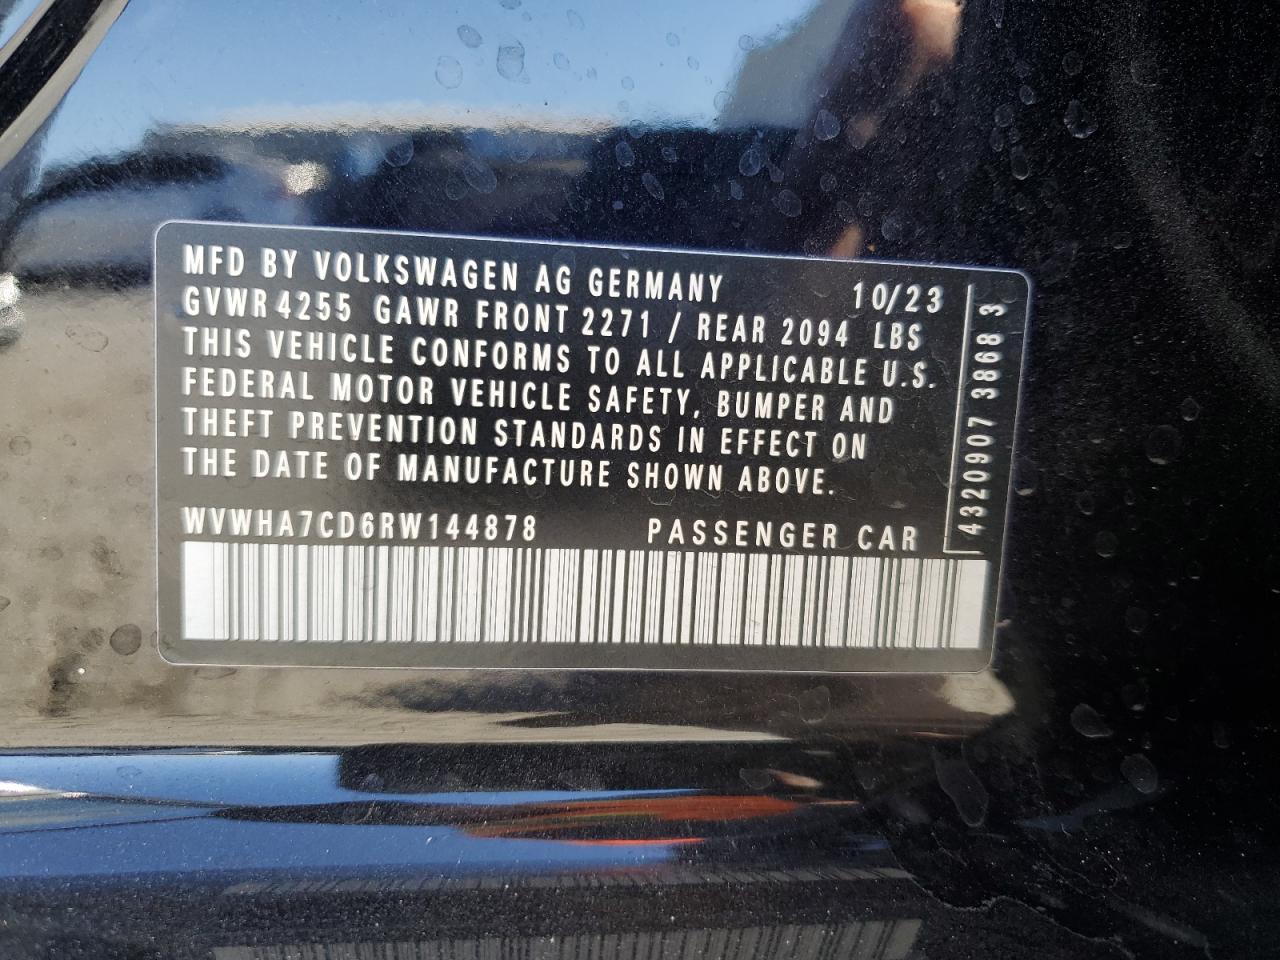 MFD BY VOLKSWAGEN AG GERMANY 10/23
GVWR 4255 GAWR FRONT 2271 / REAR 2094 LBS
THIS VEHICLE CONFORMS TO ALL APPLICABLE U.S.
FEDERAL MOTOR VEHICLE SAFETY, BUMPER AND
THEFT PREVENTION STANDARDS IN EFFECT ON
THE DATE OF MANUFACTURE SHOWN ABOVE.
WVWHA7CD6RW144878 PASSENGER CAR
4320907 3868 3